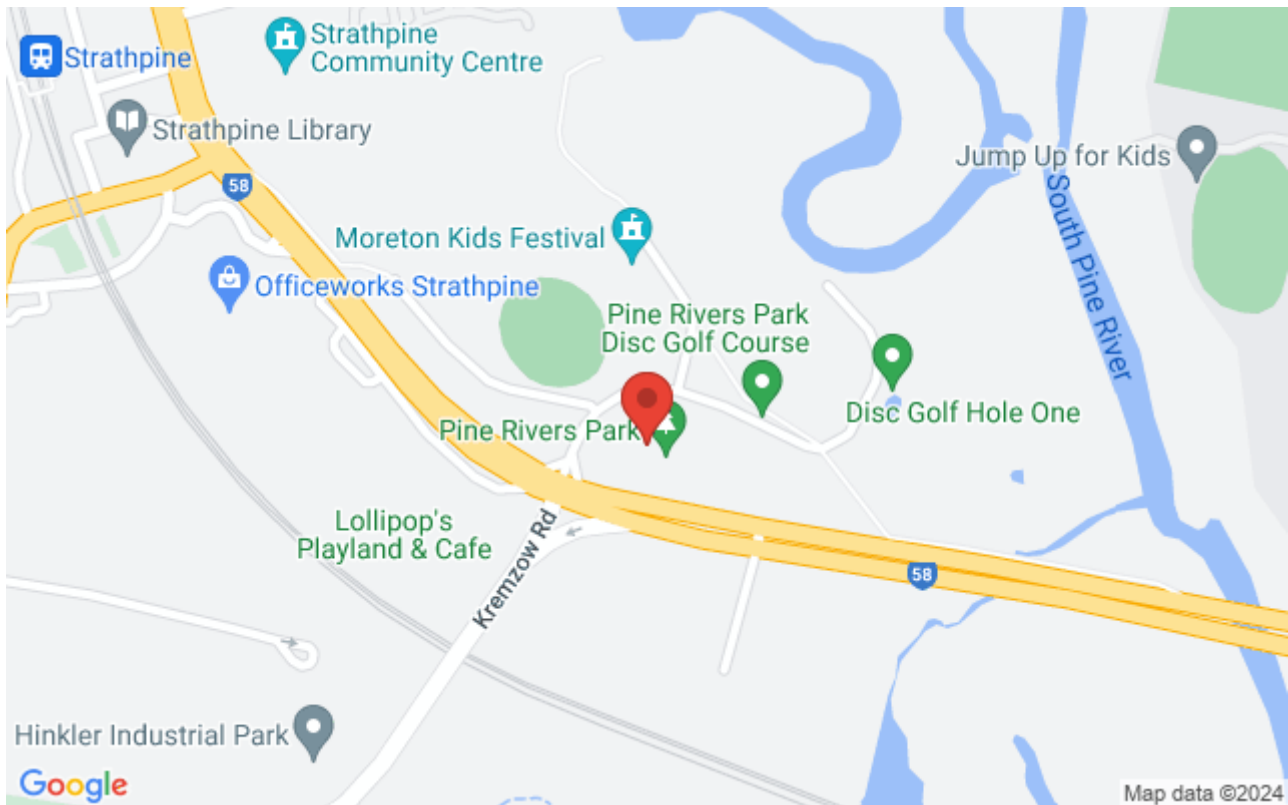 Strathpine
Strathpine
Community Centre
Strathpine Library
58
Jump Up for Kids
South Pine River
Moreton Kids Festival
Officeworks Strathpine
Pine Rivers Park
Disc Golf Course
Disc Golf Hole One
Pine Rivers Park
Lollipop's
Playland & Cafe
Kremzow Rd
58
Hinkler Industrial Park
Google
Map data ©2024